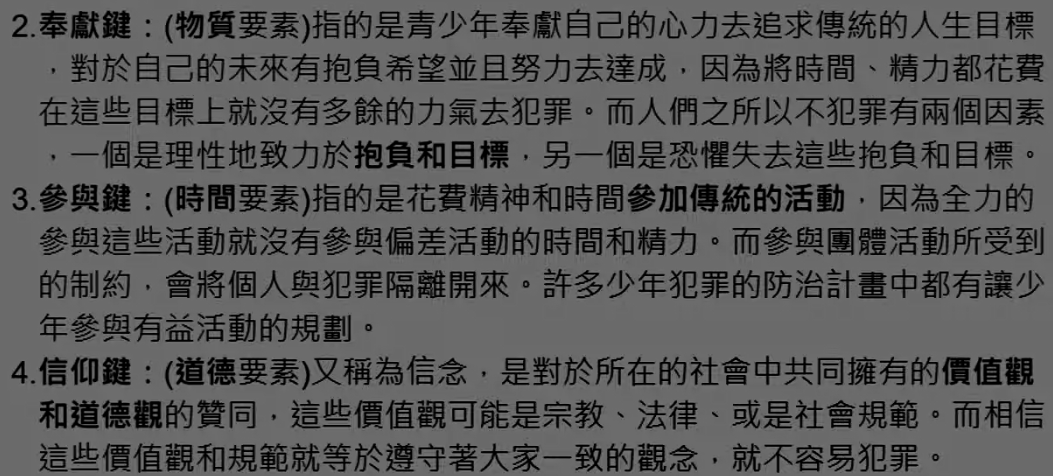 2.奉獻鍵：(物質要素)指的是青少年奉獻自己的心力去追求傳統的人生目標
，對於自己的未來有抱負希望並且努力去達成，因為將時間、精力都花費
在這些目標上就沒有多餘的力氣去犯罪。而人們之所以不犯罪有兩個因素
，一個是理性地致力於抱負和目標，另一個是恐懼失去這些抱負和目標。
3.參與鍵：(時間要素)指的是花費精神和時間參加傳統的活動，因為全力的
參與這些活動就沒有參與偏差活動的時間和精力。而參與團體活動所受到
的制約，會將個人與犯罪隔離開來。許多少年犯罪的防治計畫中都有讓少
年參與有益活動的規劃。
4.信仰鍵：(道德要素)又稱為信念，是對於所在的社會中共同擁有的價值觀
和道德觀的贊同，這些價值觀可能是宗教、法律、或是社會規範。而相信
這些價值觀和規範就等於遵守著大家一致的觀念，就不容易犯罪。